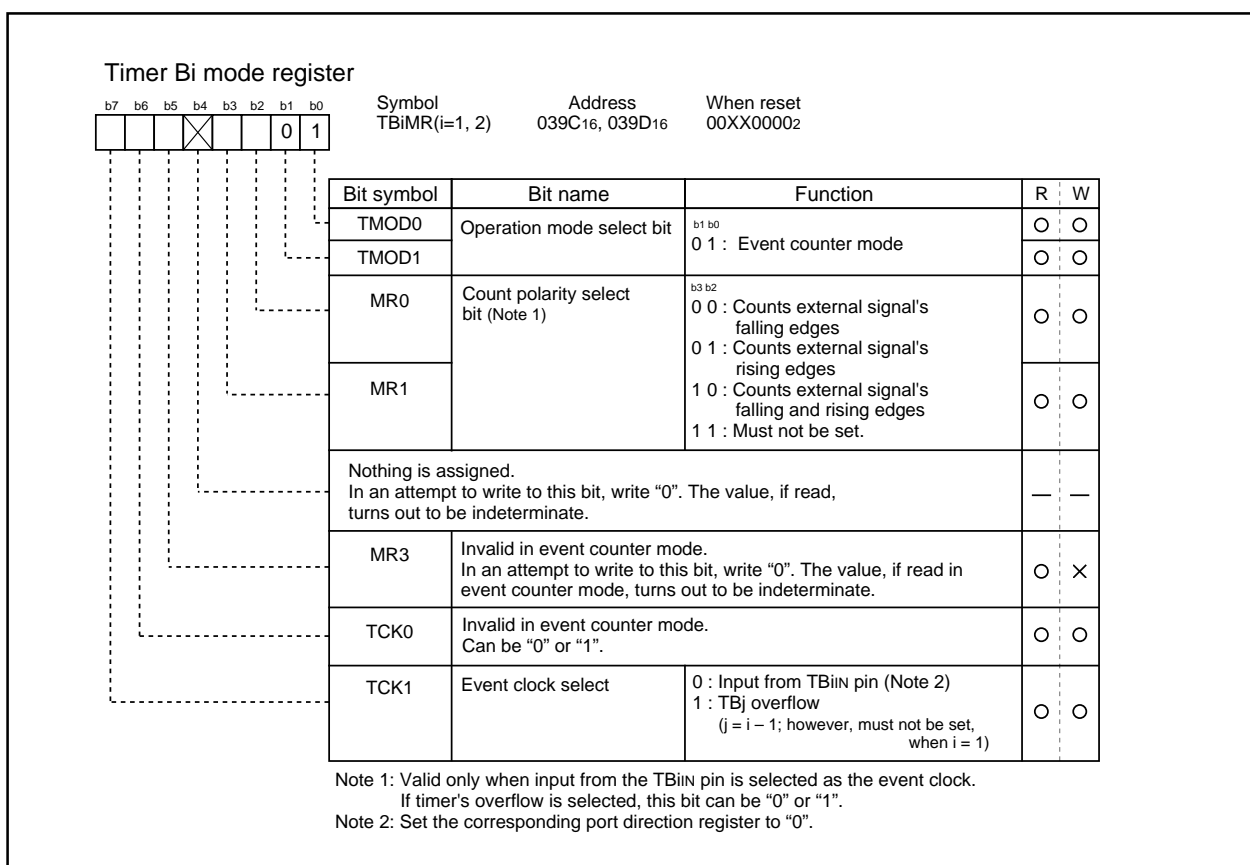 Timer Bi mode register
b7 b6 b5 b4 b3 b2 b1 b0
0 1
Symbol Address When reset
TBiMR(i=1, 2) 039C16, 039D16 00XX00002
Bit symbol Bit name Function R W
TMOD0 Operation mode select bit b1 b0
0 1 : Event counter mode
TMOD1
MR0 Count polarity select b3 b2
bit (Note 1) 0 0 : Counts external signal's
falling edges
0 1 : Counts external signal's
rising edges
MR1 1 0 : Counts external signal's
falling and rising edges
1 1 : Must not be set.
Nothing is assigned.
In an attempt to write to this bit, write “0”. The value, if read,
turns out to be indeterminate.
MR3 Invalid in event counter mode.
In an attempt to write to this bit, write “0”. The value, if read in
event counter mode, turns out to be indeterminate.
TCK0 Invalid in event counter mode.
Can be “0” or “1”.
TCK1 Event clock select 0 : Input from TBiIN pin (Note 2)
1 : TBj overflow
(j = i – 1; however, must not be set,
when i = 1)
Note 1: Valid only when input from the TBiIN pin is selected as the event clock.
If timer's overflow is selected, this bit can be “0” or “1”.
Note 2: Set the corresponding port direction register to “0”.